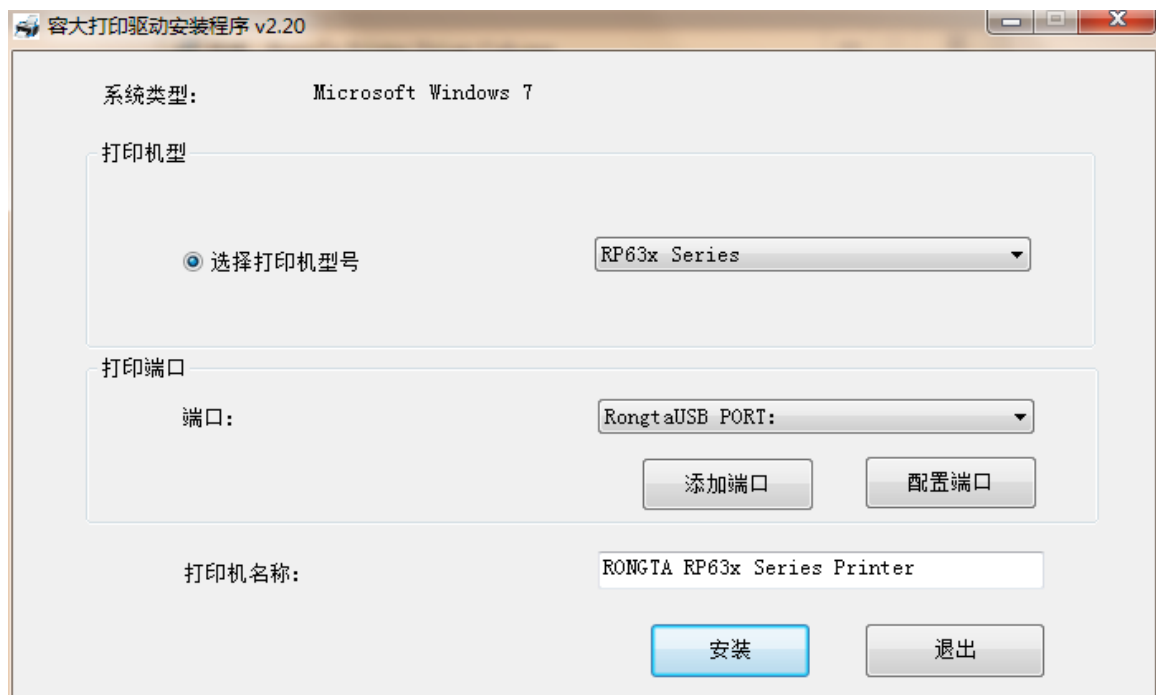 容大打印驱动安装程序 v2.20
系统类型: Microsoft Windows 7
打印机型
选择打印机型号 RP63x Series
打印端口
端口: RongtaUSB PORT:
添加端口 配置端口
打印机名称: RONGTA RP63x Series Printer
安装 退出